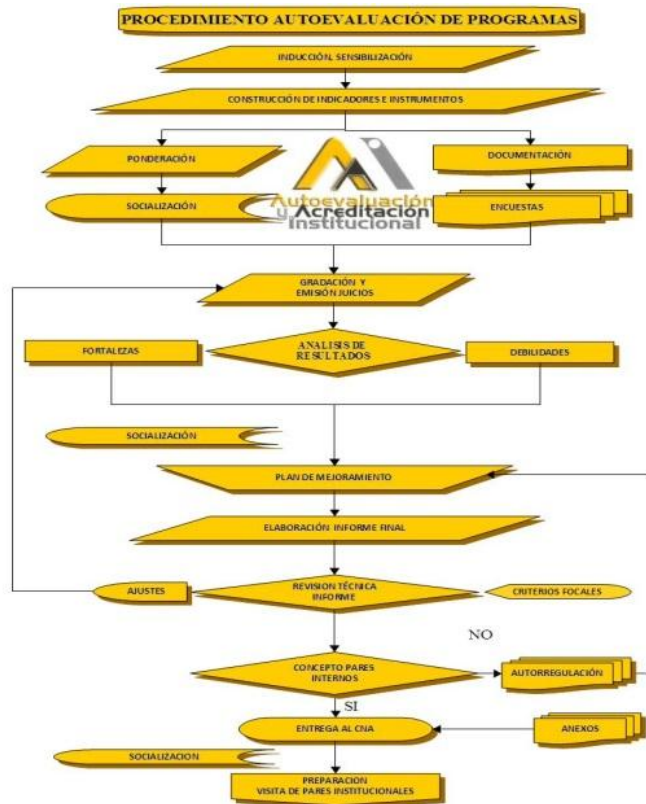 PROCEDIMIENTO AUTOEVALUACIÓN DE PROGRAMAS
INDUCCIÓN, SENSIBILIZACIÓN
CONSTRUCCIÓN DE INDICADORES E INSTRUMENTOS
PONDERACIÓN
DOCUMENTACIÓN
SOCIALIZACIÓN
Autoevaluación
y Acreditación
Institucional
ENCUESTAS
GRADACIÓN Y
EMISIÓN JUICIOS
FORTALEZAS
ANALISIS DE
RESULTADOS
DEBILIDADES
SOCIALIZACIÓN
PLAN DE MEJORAMIENTO
ELABORACIÓN INFORME FINAL
AJUSTES
REVISION TÉCNICA
INFORME
CRITERIOS FOCALES
NO
CONCEPTO PARES
INTERNOS
AUTORREGULACIÓN
SI
ENTREGA AL CNA
ANEXOS
SOCIALIZACION
PREPARACIÓN
VISITA DE PARES INSTITUCIONALES